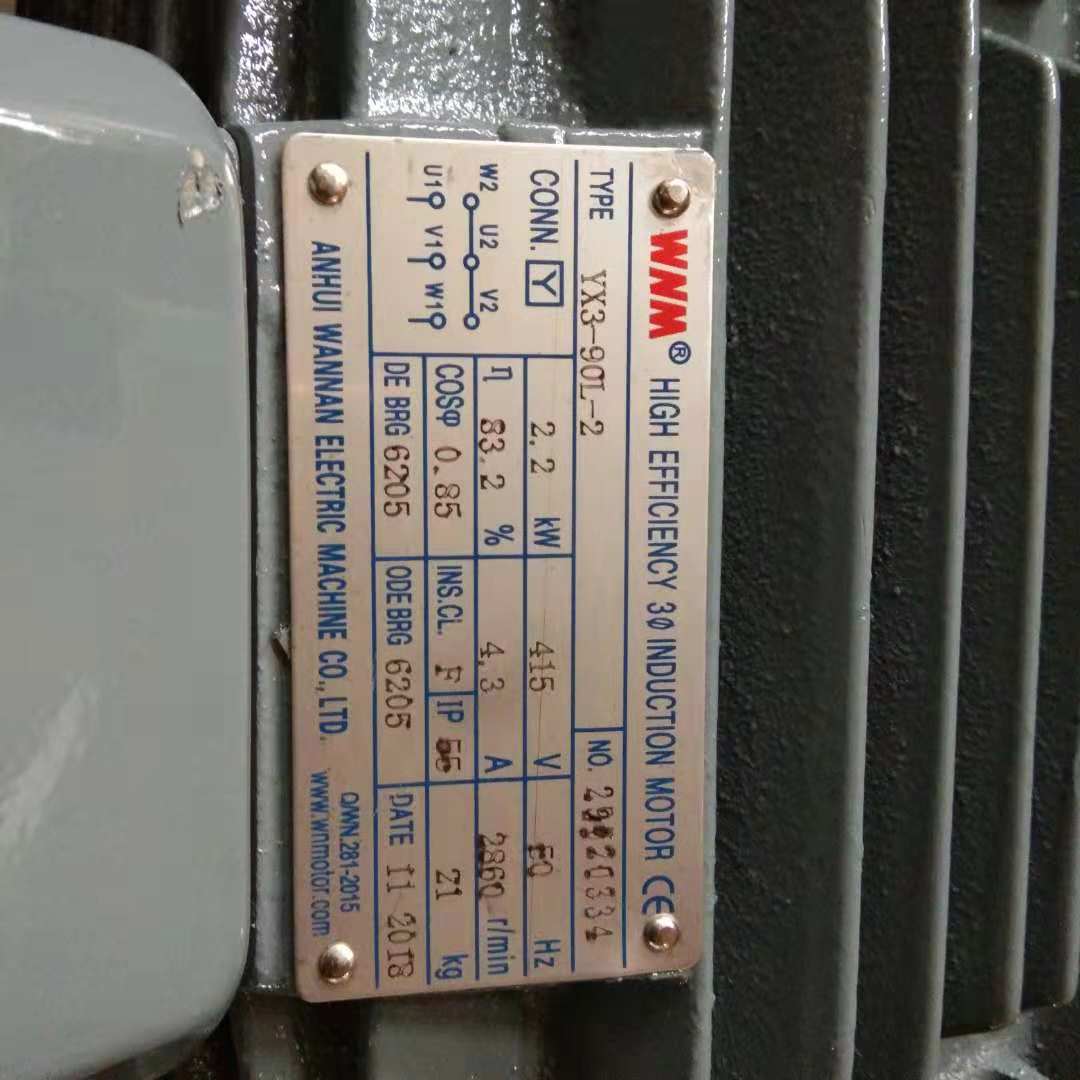 WNM® HIGH EFFICIENCY 3Ø INDUCTION MOTOR CE
TYPE YX3-90L-2 NO.
CONN. Y 2.2 kW 415 V 50 Hz
W2 U2 V2
U1 V1 W1
η 83.2 % 4.3 A 2860 r/min
COSφ 0.85 INS.CL. F IP 55 21 kg
DE BRG 6205 ODE BRG 6205 DATE 11 2018
ANHUI WANNAN ELECTRIC MACHINE CO., LTD. Q/WN.281-2015
www.wnmotor.com